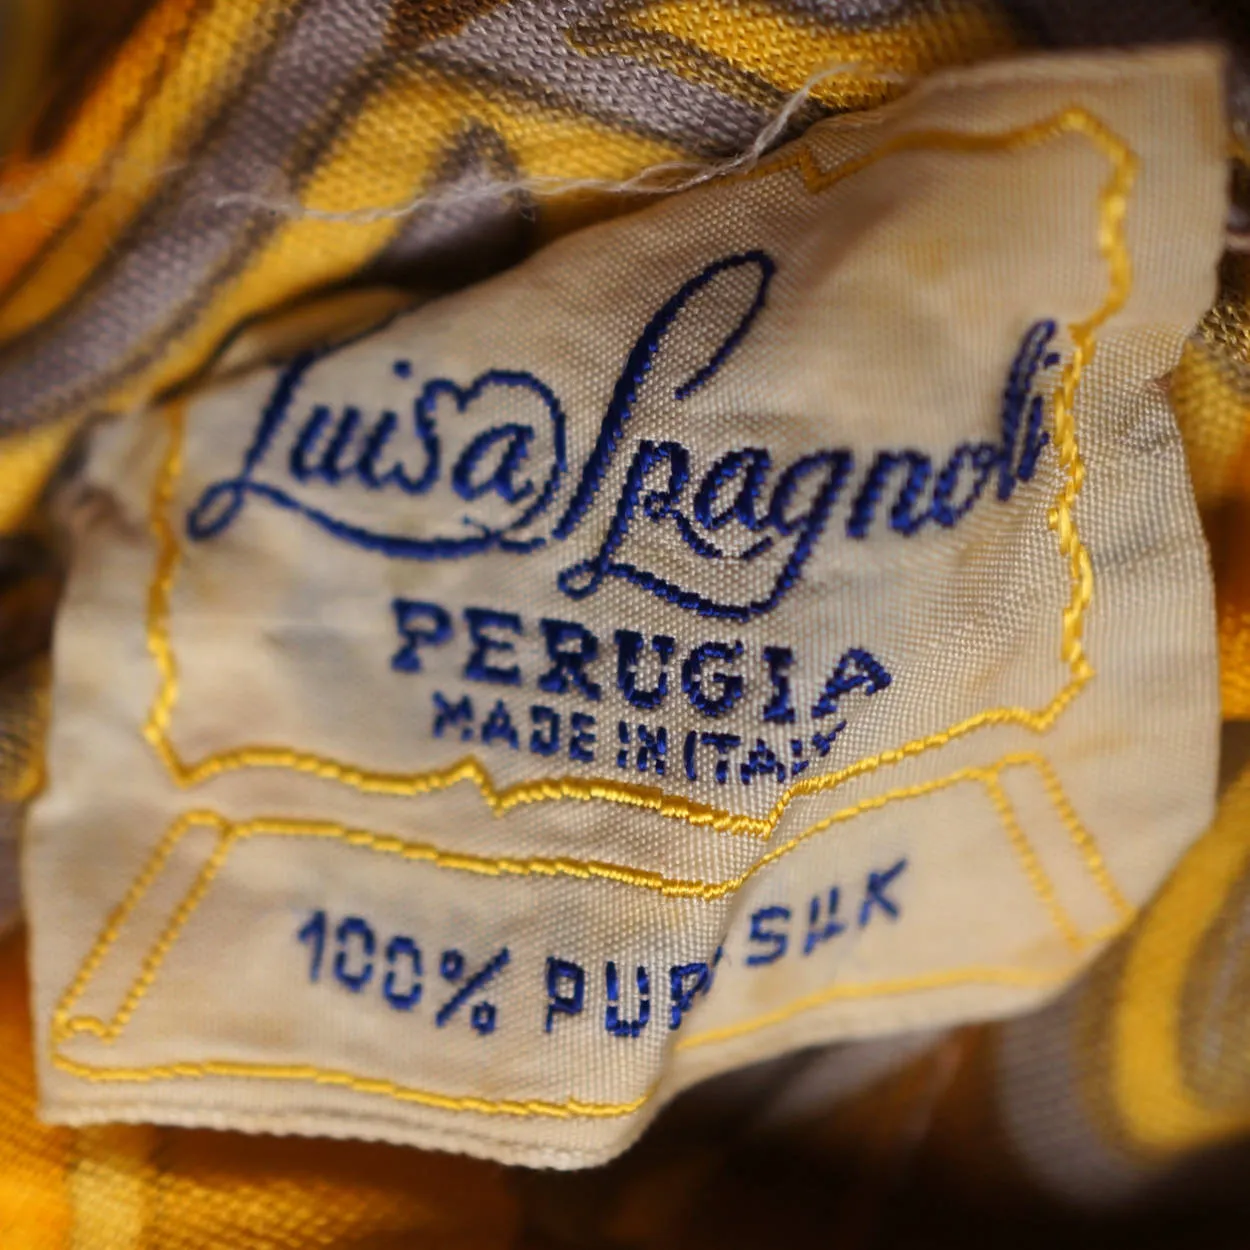 Luisa Spagnoli
PERUGIA
MADE IN ITALY
100% PURE SILK